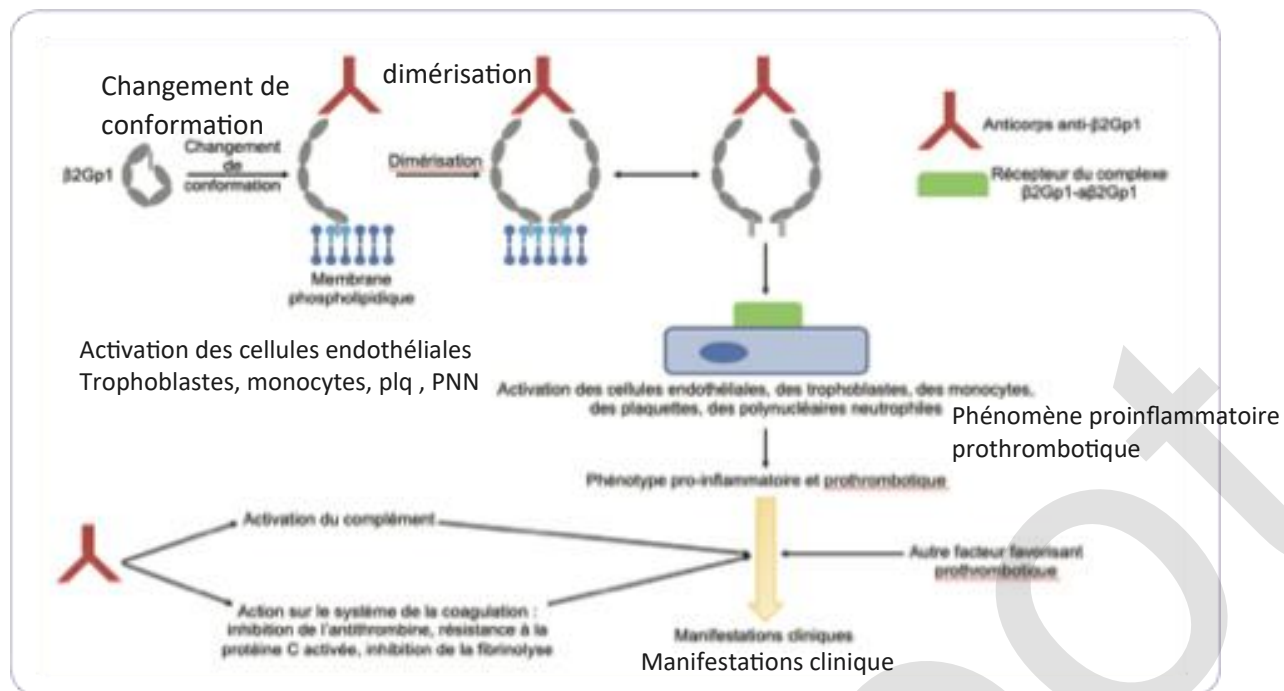 Changement de
conformation
dimérisation
β2Gp1
Changement
de
conformation
Dimérisation
Anticorps anti-β2Gp1
Récepteur du complexe
β2Gp1-aβ2Gp1
Membrane
phospholipidique
Activation des cellules endothéliales
Trophoblastes, monocytes, plq , PNN
Activation des cellules endothéliales, des trophoblastes, des monocytes,
des plaquettes, des polynucléaires neutrophiles
Phénomène proinflammatoire
prothrombotique
Phénotype pro-inflammatoire et prothrombotique
Activation du complément
Autre facteur favorisant
prothrombotique
Action sur le système de la coagulation :
inhibition de l'antithrombine, résistance à la
protéine C activée, inhibition de la fibrinolyse
Manifestations cliniques
Manifestations clinique